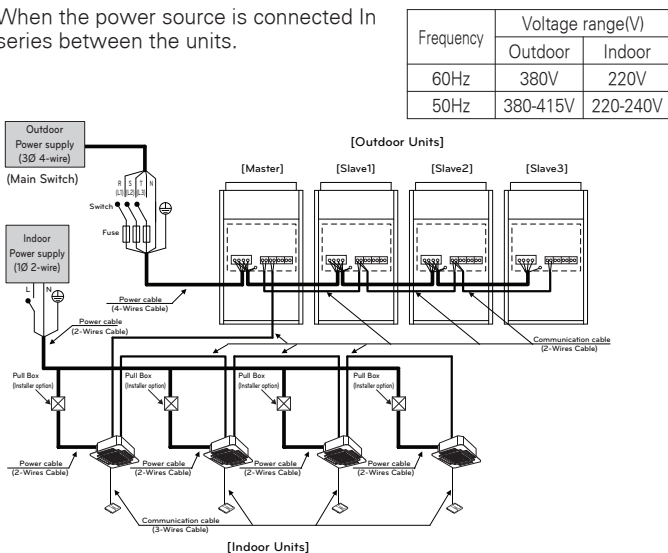 When the power source is connected In
series between the units.
Frequency Voltage range(V)
Outdoor Indoor
60Hz 380V 220V
50Hz 380-415V 220-240V
Outdoor
Power supply
(3Ø 4-wire)
(Main Switch)
[Outdoor Units]
[Master] [Slave1] [Slave2] [Slave3]
R S T N
(L1) (L2) (L3)
Switch
Fuse
Indoor
Power supply
(1Ø 2-wire)
L N
Power cable
(4-Wires Cable)
Power cable
(2-Wires Cable)
Communication cable
(2-Wires Cable)
Pull Box
(Installer option)
Pull Box
(Installer option)
Pull Box
(Installer option)
Pull Box
(Installer option)
Power cable
(2-Wires Cable)
Power cable
(2-Wires Cable)
Power cable
(2-Wires Cable)
Power cable
(2-Wires Cable)
Communication cable
(3-Wires Cable)
[Indoor Units]